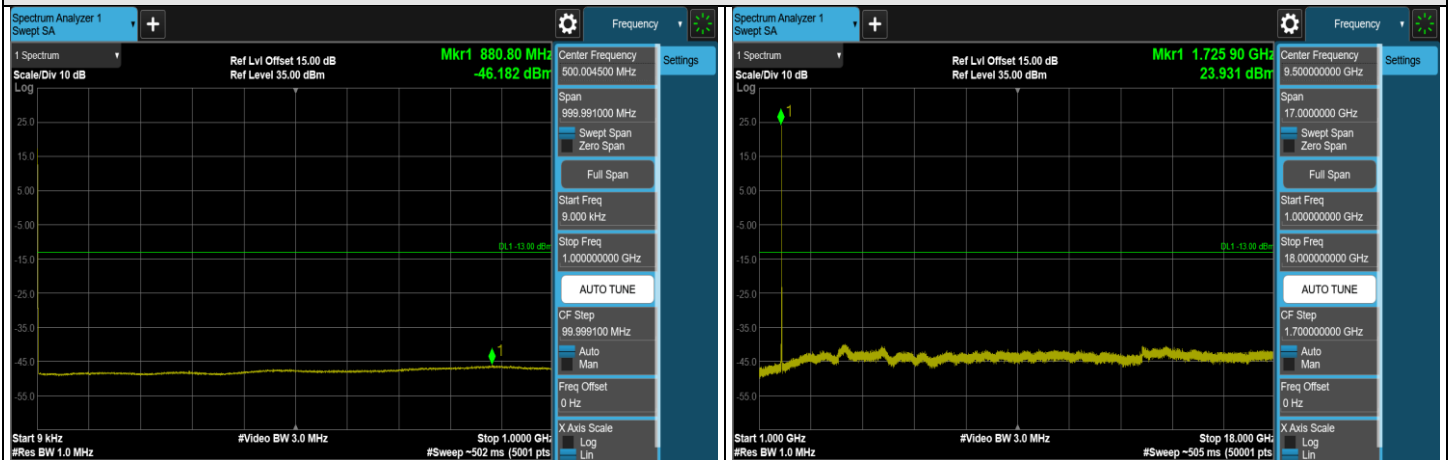 Spectrum Analyzer 1
Swept SA
+
Frequency
1 Spectrum
Scale/Div 10 dB
Log
Ref Lvl Offset 15.00 dB
Ref Level 35.00 dBm
Mkr1 880.80 MHz
-46.182 dBm
25.0
15.0
5.00
-5.00
-15.0
-25.0
-35.0
-45.0
-55.0
DL1 -13.00 dBm
1
Start 9 kHz
#Res BW 1.0 MHz
#Video BW 3.0 MHz
Stop 1.0000 GHz
#Sweep ~502 ms (5001 pts
Center Frequency
500.004500 MHz
Span
999.991000 MHz
Swept Span
Zero Span
Full Span
Start Freq
9.000 kHz
Stop Freq
1.000000000 GHz
AUTO TUNE
CF Step
99.999100 MHz
Auto
Man
Freq Offset
0 Hz
X Axis Scale
Log
Lin
Settings
Spectrum Analyzer 1
Swept SA
+
Frequency
1 Spectrum
Scale/Div 10 dB
Log
Ref Lvl Offset 15.00 dB
Ref Level 35.00 dBm
Mkr1 1.725 90 GHz
23.931 dBm
1
25.0
15.0
5.00
-5.00
-15.0
-25.0
-35.0
-45.0
-55.0
DL1 -13.00 dBm
Start 1.000 GHz
#Res BW 1.0 MHz
#Video BW 3.0 MHz
Stop 18.000 GHz
#Sweep ~505 ms (50001 pts
Center Frequency
9.500000000 GHz
Span
17.0000000 GHz
Swept Span
Zero Span
Full Span
Start Freq
1.000000000 GHz
Stop Freq
18.000000000 GHz
AUTO TUNE
CF Step
1.700000000 GHz
Auto
Man
Freq Offset
0 Hz
X Axis Scale
Log
Lin
Settings